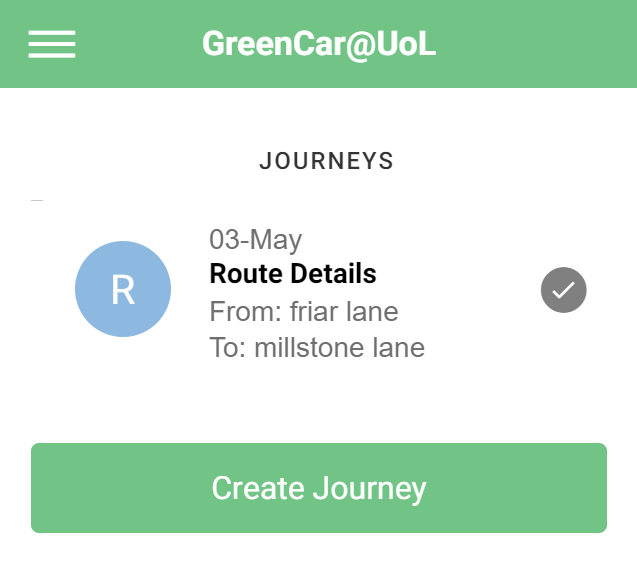 GreenCar@UoL
JOURNEYS
03-May
R
Route Details
From: friar lane
To: millstone lane
Create Journey